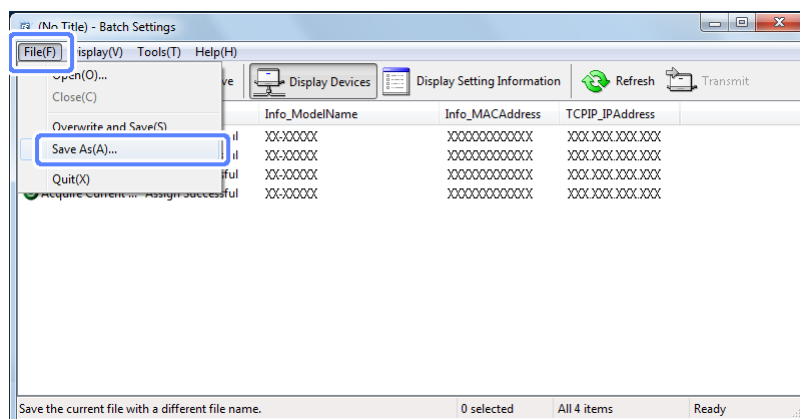 (No Title) - Batch Settings
File(F) isplay(V) Tools(T) Help(H)
Open(O)... ve Display Devices Display Setting Information Refresh Transmit
Close(C)
Info_ModelName Info_MACAddress TCPIP_IPAddress
Overwrite and Save(S) ul XX-XXXXX XXXXXXXXXXXX XXX.XXX.XXX.XXX
Save As(A)... ul XX-XXXXX XXXXXXXXXXXX XXX.XXX.XXX.XXX
Quit(X) ful XX-XXXXX XXXXXXXXXXXX XXX.XXX.XXX.XXX
Acquire Current ... Assign Successful XX-XXXXX XXXXXXXXXXXX XXX.XXX.XXX.XXX
Save the current file with a different file name. 0 selected All 4 items Ready